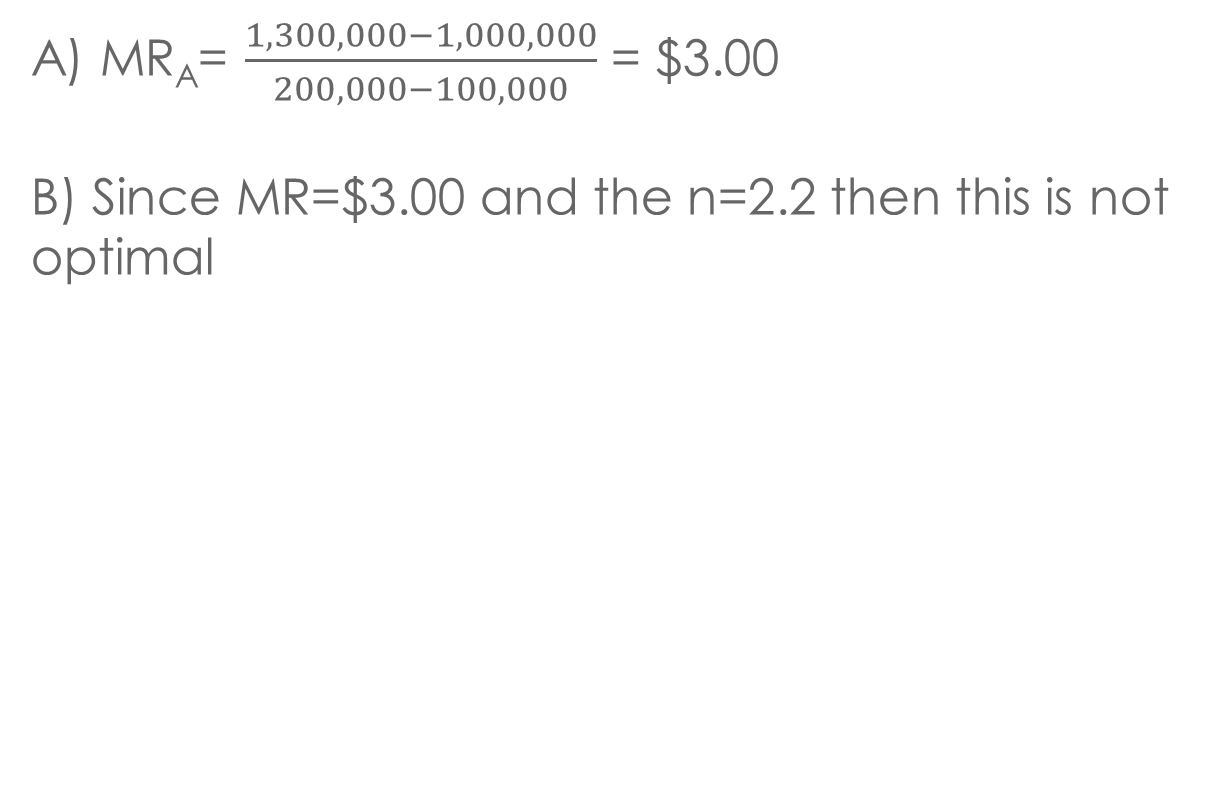 A) MR_A= \frac{1,300,000−1,000,000}{200,000−100,000} = $3.00
B) Since MR=$3.00 and the n=2.2 then this is not
optimal